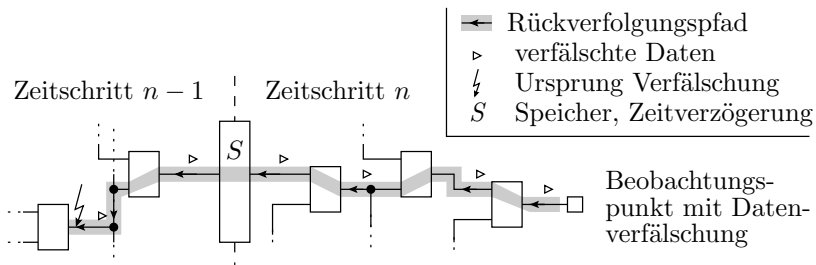 Rückverfolgungspfad
verfälschte Daten
Ursprung Verfälschung
S Speicher, Zeitverzögerung
Zeitschritt n − 1
Zeitschritt n
S
Beobachtungs-
punkt mit Daten-
verfälschung